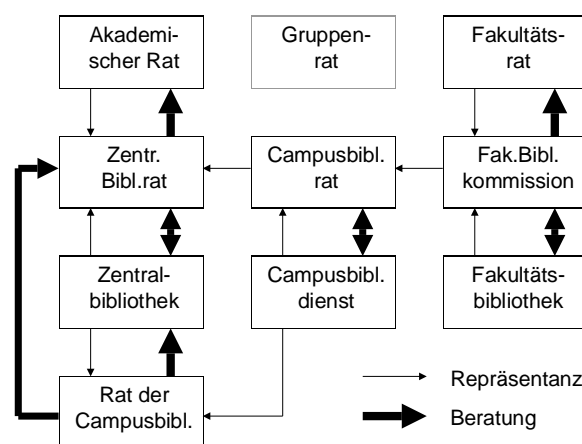 Akademi-
scher Rat
Gruppen-
rat
Fakultäts-
rat
Zentr.
Bibl.rat
Campusbibl.
rat
Fak.Bibl.
kommission
Zentral-
bibliothek
Campusbibl.
dienst
Fakultäts-
bibliothek
Rat der
Campusbibl.
Repräsentanz
Beratung